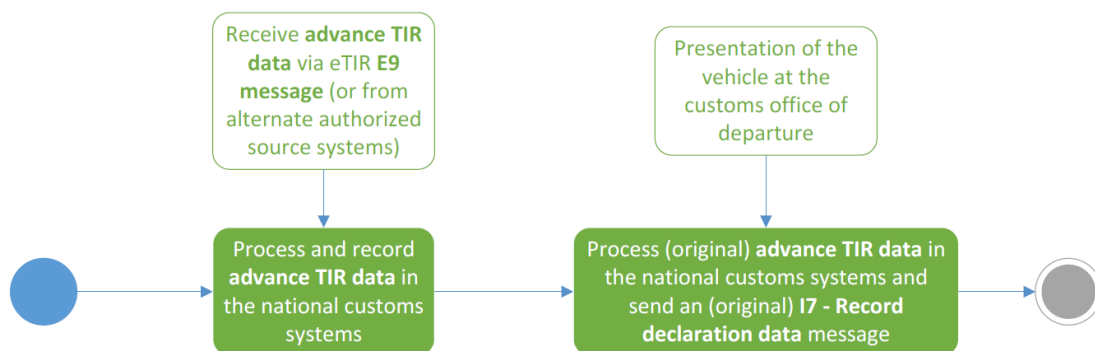 Receive advance TIR
data via eTIR E9
message (or from
alternate authorized
source systems)
Presentation of the
vehicle at the
customs office of
departure
Process and record
advance TIR data in
the national customs
systems
Process (original) advance TIR data in
the national customs systems and
send an (original) I7 - Record
declaration data message